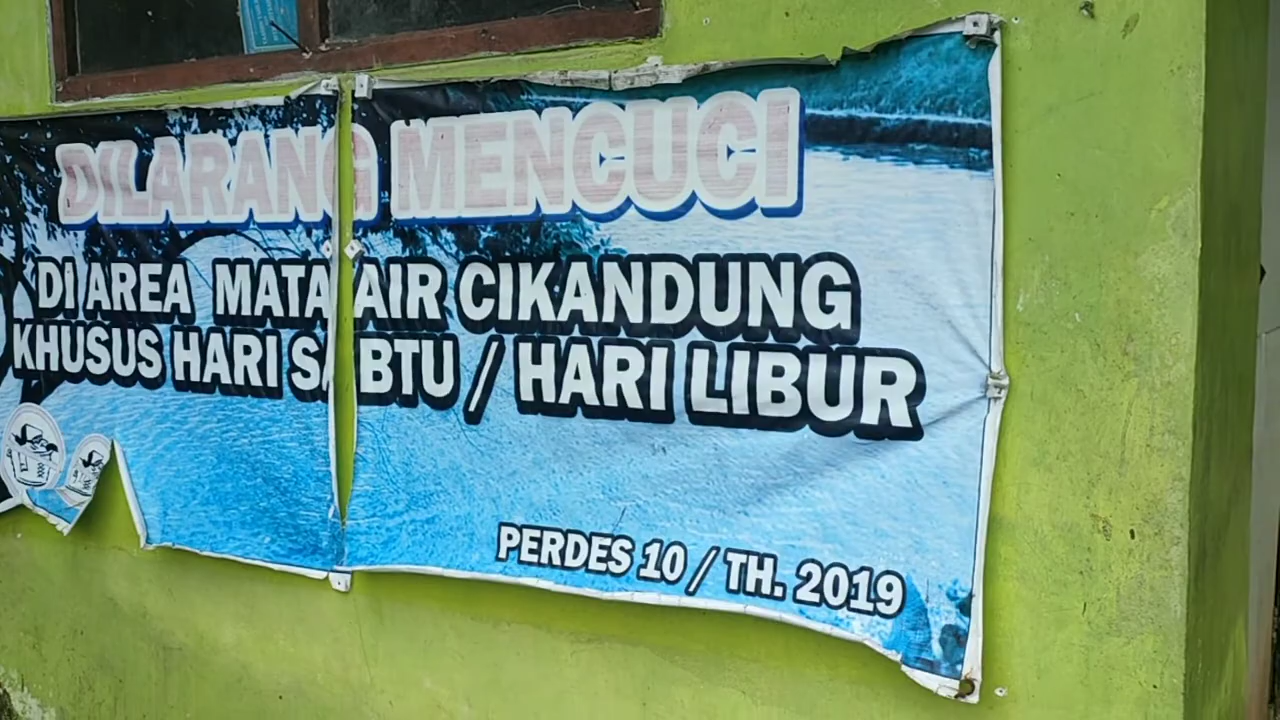 DILARANG MENCUCI
DI AREA MATA AIR CIKANDUNG
KHUSUS HARI SABTU / HARI LIBUR
PERDES 10 / TH. 2019